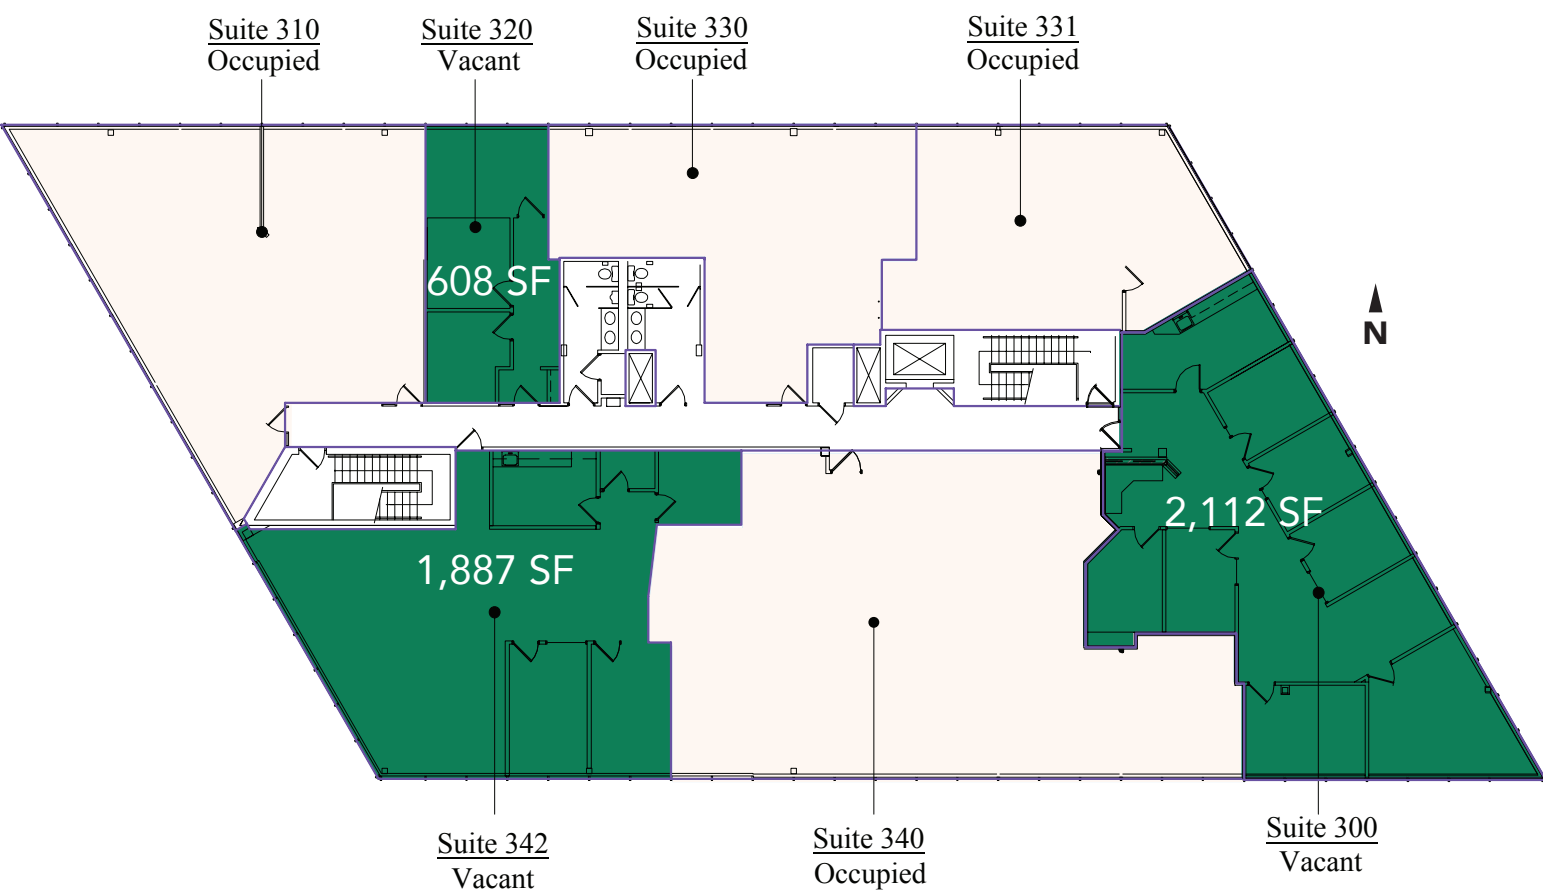 Suite 310
Occupied
Suite 320
Vacant
Suite 330
Occupied
Suite 331
Occupied
608 SF
N
2,112 SF
1,887 SF
Suite 342
Vacant
Suite 340
Occupied
Suite 300
Vacant